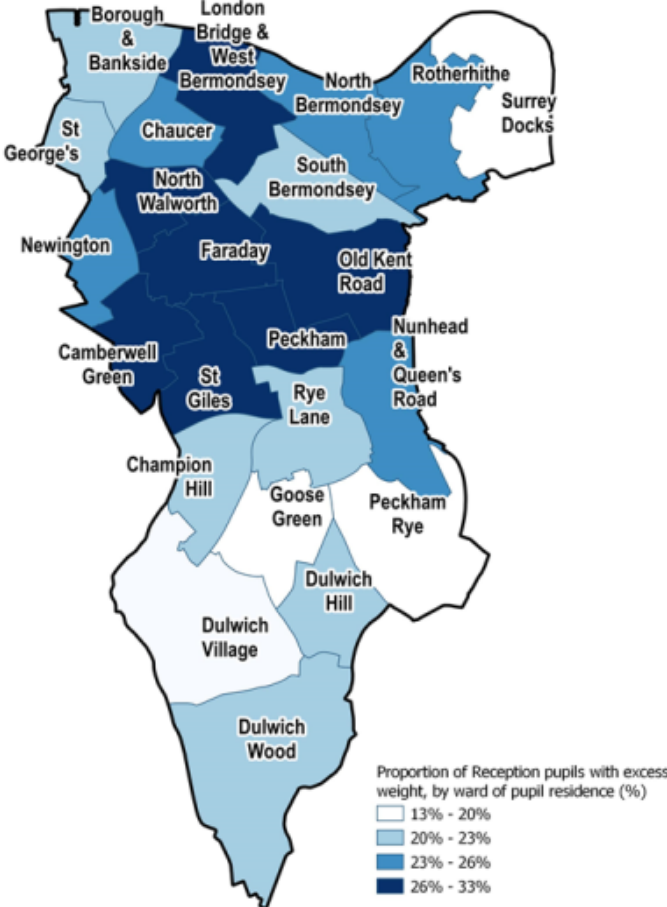 Borough
&
Bankside
London
Bridge &
West
Bermondsey
North
Bermondsey
Rotherhithe
Surrey
Docks
St
George's
Chaucer
South
Bermondsey
North
Walworth
Newington
Faraday
Old Kent
Road
Camberwell
Green
St
Giles
Peckham
Nunhead
&
Queen's
Road
Rye
Lane
Champion
Hill
Goose
Green
Peckham
Rye
Dulwich
Hill
Dulwich
Village
Dulwich
Wood
Proportion of Reception pupils with excess
weight, by ward of pupil residence (%)
13% - 20%
20% - 23%
23% - 26%
26% - 33%